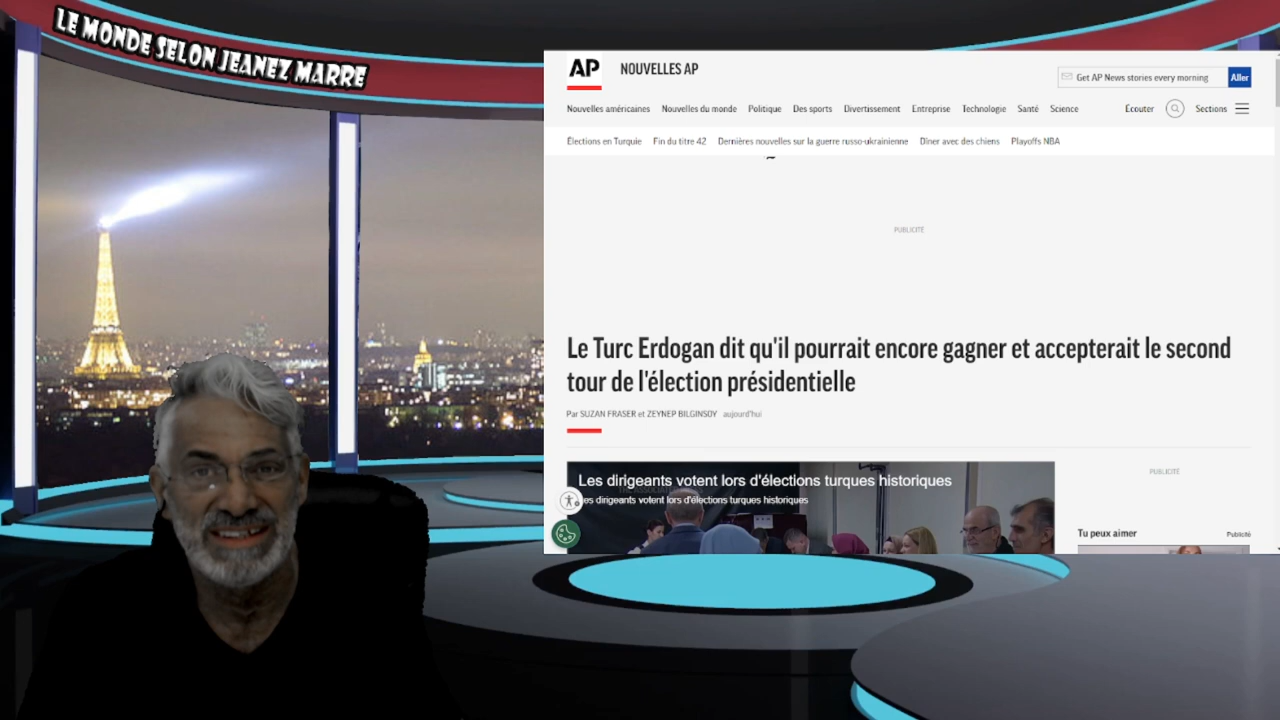 LE MONDE SELON JEANEZ MARRE
AP
NOUVELLES AP
Get AP News stories every morning
Aller
Nouvelles américaines Nouvelles du monde Politique Des sports Divertissement Entreprise Technologie Santé Science Écouter Sections
Élections en Turquie Fin du titre 42 Dernières nouvelles sur la guerre russo-ukrainienne Dîner avec des chiens Playoffs NBA
PUBLICITÉ
Le Turc Erdogan dit qu'il pourrait encore gagner et accepterait le second
tour de l'élection présidentielle
Par SUZAN FRASER et ZEYNEP BILGINSOY aujourd'hui
PUBLICITÉ
Les dirigeants votent lors d'élections turques historiques
es dirigeants votent lors d'élections turques historiques
Tu peux aimer
Publicité